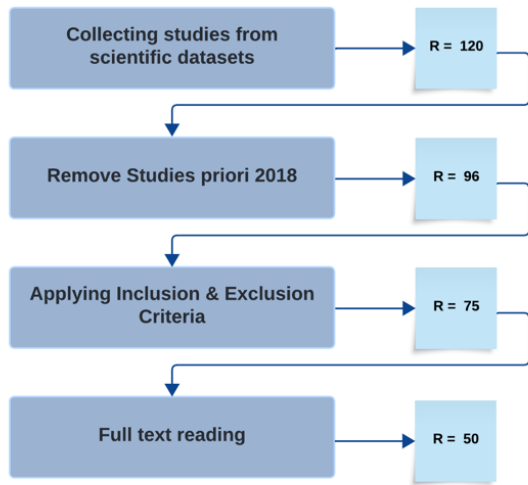 Collecting studies from
scientific datasets
R = 120
Remove Studies priori 2018
R = 96
Applying Inclusion & Exclusion
Criteria
R = 75
Full text reading
R = 50